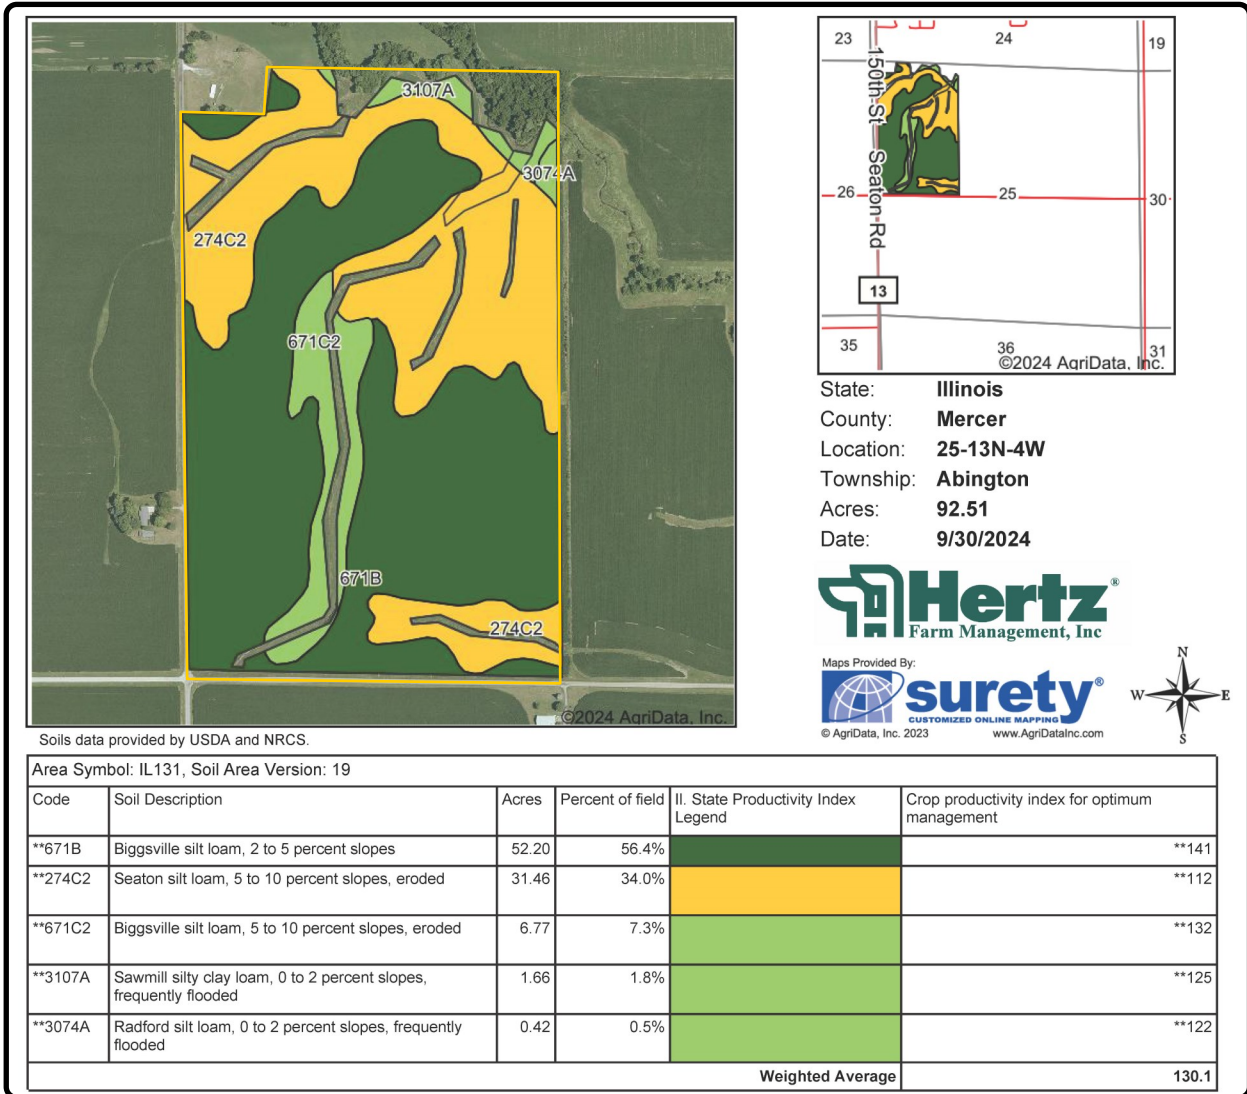 3107A
3074A
274C2
671C2
671B
274C2
©2024 AgriData, Inc.
23
24
19
150th St
Seaton Rd
26
25
30
13
35
36
31
©2024 AgriData, Inc.
State: Illinois
County: Mercer
Location: 25-13N-4W
Township: Abington
Acres: 92.51
Date: 9/30/2024
Hertz®
Farm Management, Inc
Maps Provided By:
surety®
CUSTOMIZED ONLINE MAPPING
© AgriData, Inc. 2023 www.AgriDataInc.com
N
W E
S
Soils data provided by USDA and NRCS.
Area Symbol: IL131, Soil Area Version: 19
Code Soil Description Acres Percent of field II. State Productivity Index Crop productivity index for optimum
Legend management
**671B Biggsville silt loam, 2 to 5 percent slopes 52.20 56.4% **141
**274C2 Seaton silt loam, 5 to 10 percent slopes, eroded 31.46 34.0% **112
**671C2 Biggsville silt loam, 5 to 10 percent slopes, eroded 6.77 7.3% **132
**3107A Sawmill silty clay loam, 0 to 2 percent slopes, 1.66 1.8% **125
frequently flooded
**3074A Radford silt loam, 0 to 2 percent slopes, frequently 0.42 0.5% **122
flooded
Weighted Average 130.1